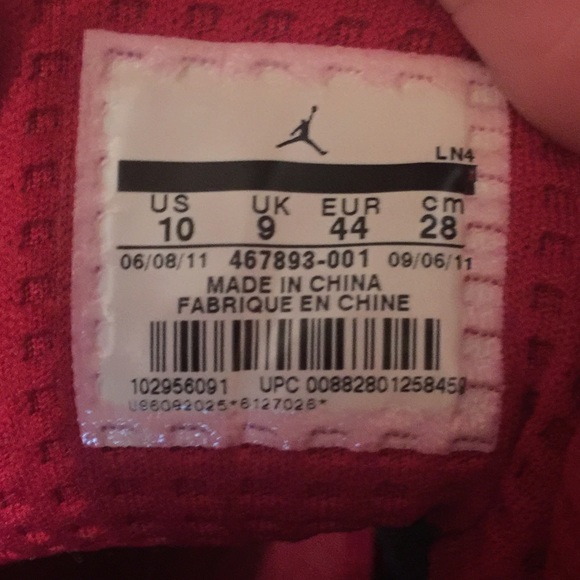 LN4
US UK EUR cm
10 9 44 28
06/08/11 467893-001 09/06/11
MADE IN CHINA
FABRIQUE EN CHINE
102956091 UPC 00882801258459